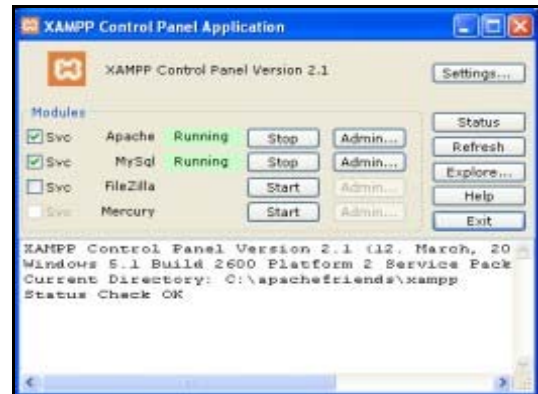 XAMPP Control Panel Application
XAMPP Control Panel Version 2.1
Settings...
Modules
Svc Apache Running Stop Admin...
Svc MySql Running Stop Admin...
Svc FileZilla Start Admin...
Svc Mercury Start Admin...
Status
Refresh
Explore...
Help
Exit
XAMPP Control Panel Version 2.1 (12. March, 20
Windows 5.1 Build 2600 Platform 2 Service Pack
Current Directory: C:\apachefriends\xampp
Status Check OK